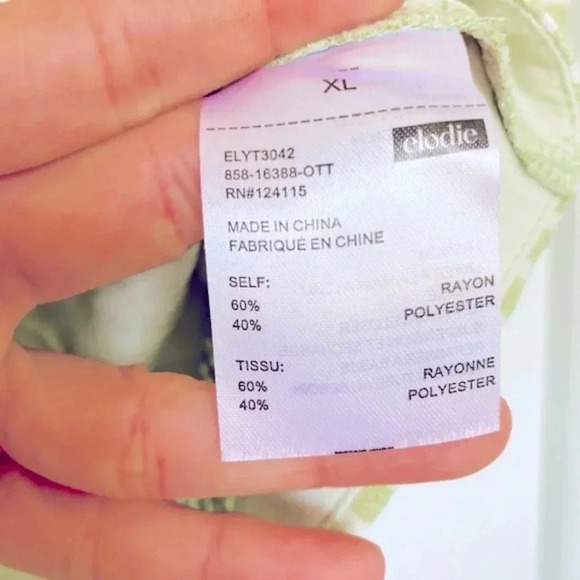 XL
elodie
ELYT3042
858-16388-OTT
RN#124115
MADE IN CHINA
FABRIQUÉ EN CHINE
SELF:
60% RAYON
40% POLYESTER
TISSU:
60% RAYONNE
40% POLYESTER